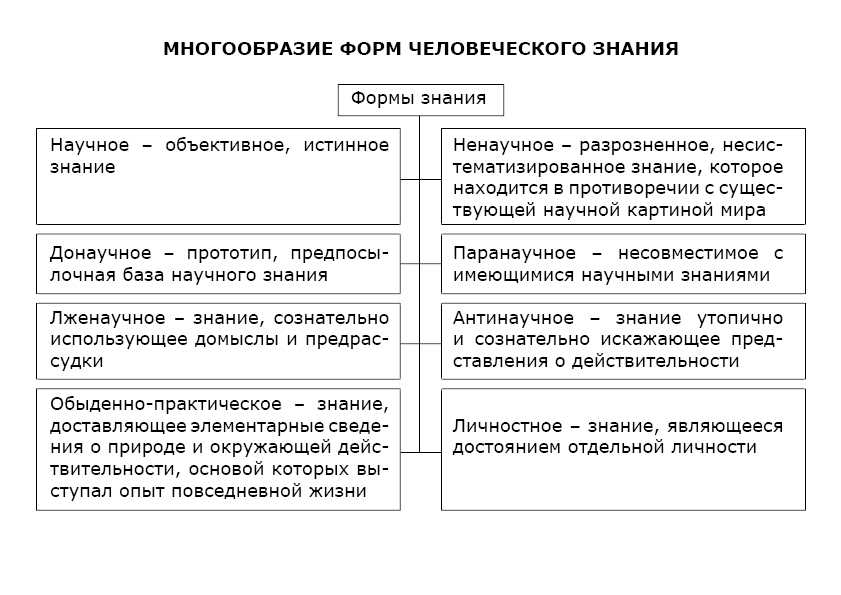 МНОГООБРАЗИЕ ФОРМ ЧЕЛОВЕЧЕСКОГО ЗНАНИЯ
Формы знания
Научное – объективное, истинное
знание
Ненаучное – разрозненное, несис-
тематизированное знание, которое
находится в противоречии с сущес-
твующей научной картиной мира
Донаучное – прототип, предпосы-
лочная база научного знания
Паранаучное – несовместимое с
имеющимися научными знаниями
Лженаучное – знание, сознательно
использующее домыслы и предрас-
судки
Антинаучное – знание утопично
и сознательно искажающее пред-
ставления о действительности
Обыденно-практическое – знание,
доставляющее элементарные сведе-
ния о природе и окружающей дейс-
твительности, основой которых вы-
ступал опыт повседневной жизни
Личностное – знание, являющееся
достоянием отдельной личности